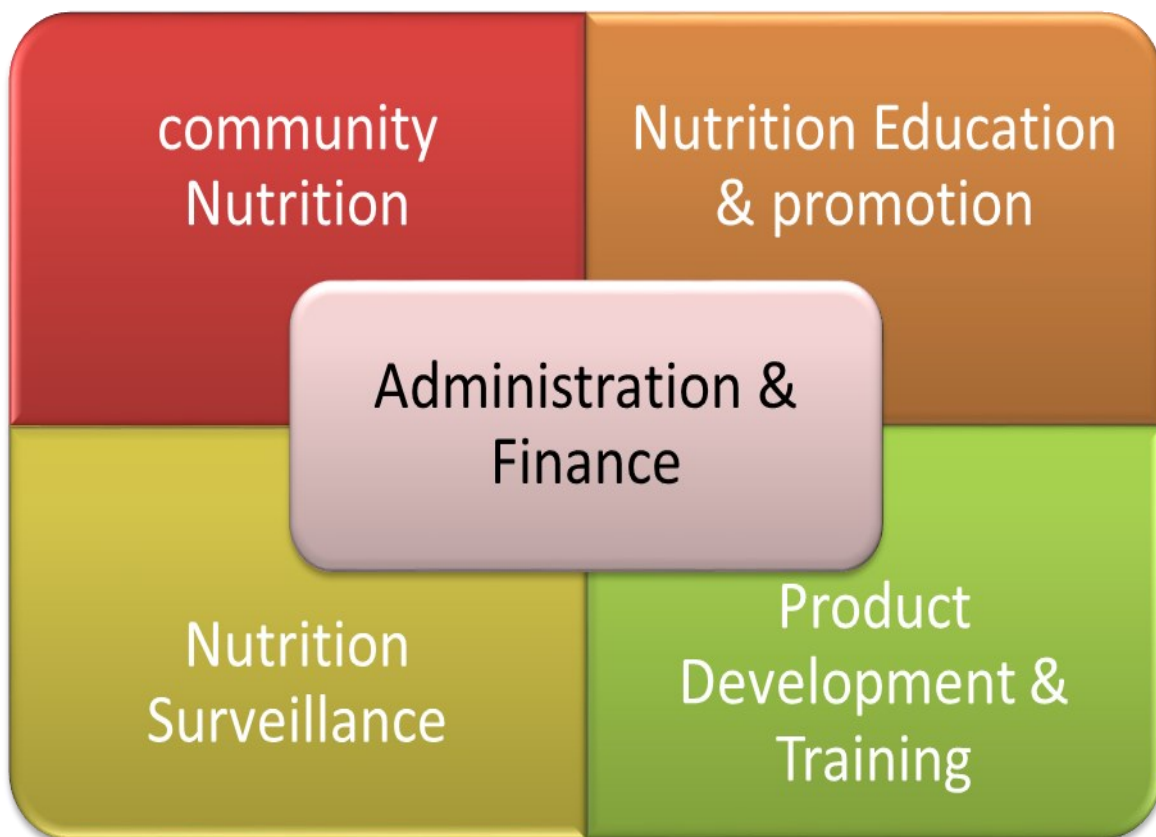 community
Nutrition
Nutrition Education
& promotion
Administration &
Finance
Nutrition
Surveillance
Product
Development &
Training